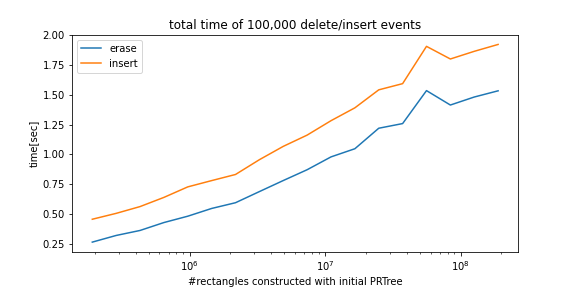 total time of 100,000 delete/insert events
erase
insert
time[sec]
2.00
1.75
1.50
1.25
1.00
0.75
0.50
0.25
10⁶
10⁷
10⁸
#rectangles constructed with initial PRTree